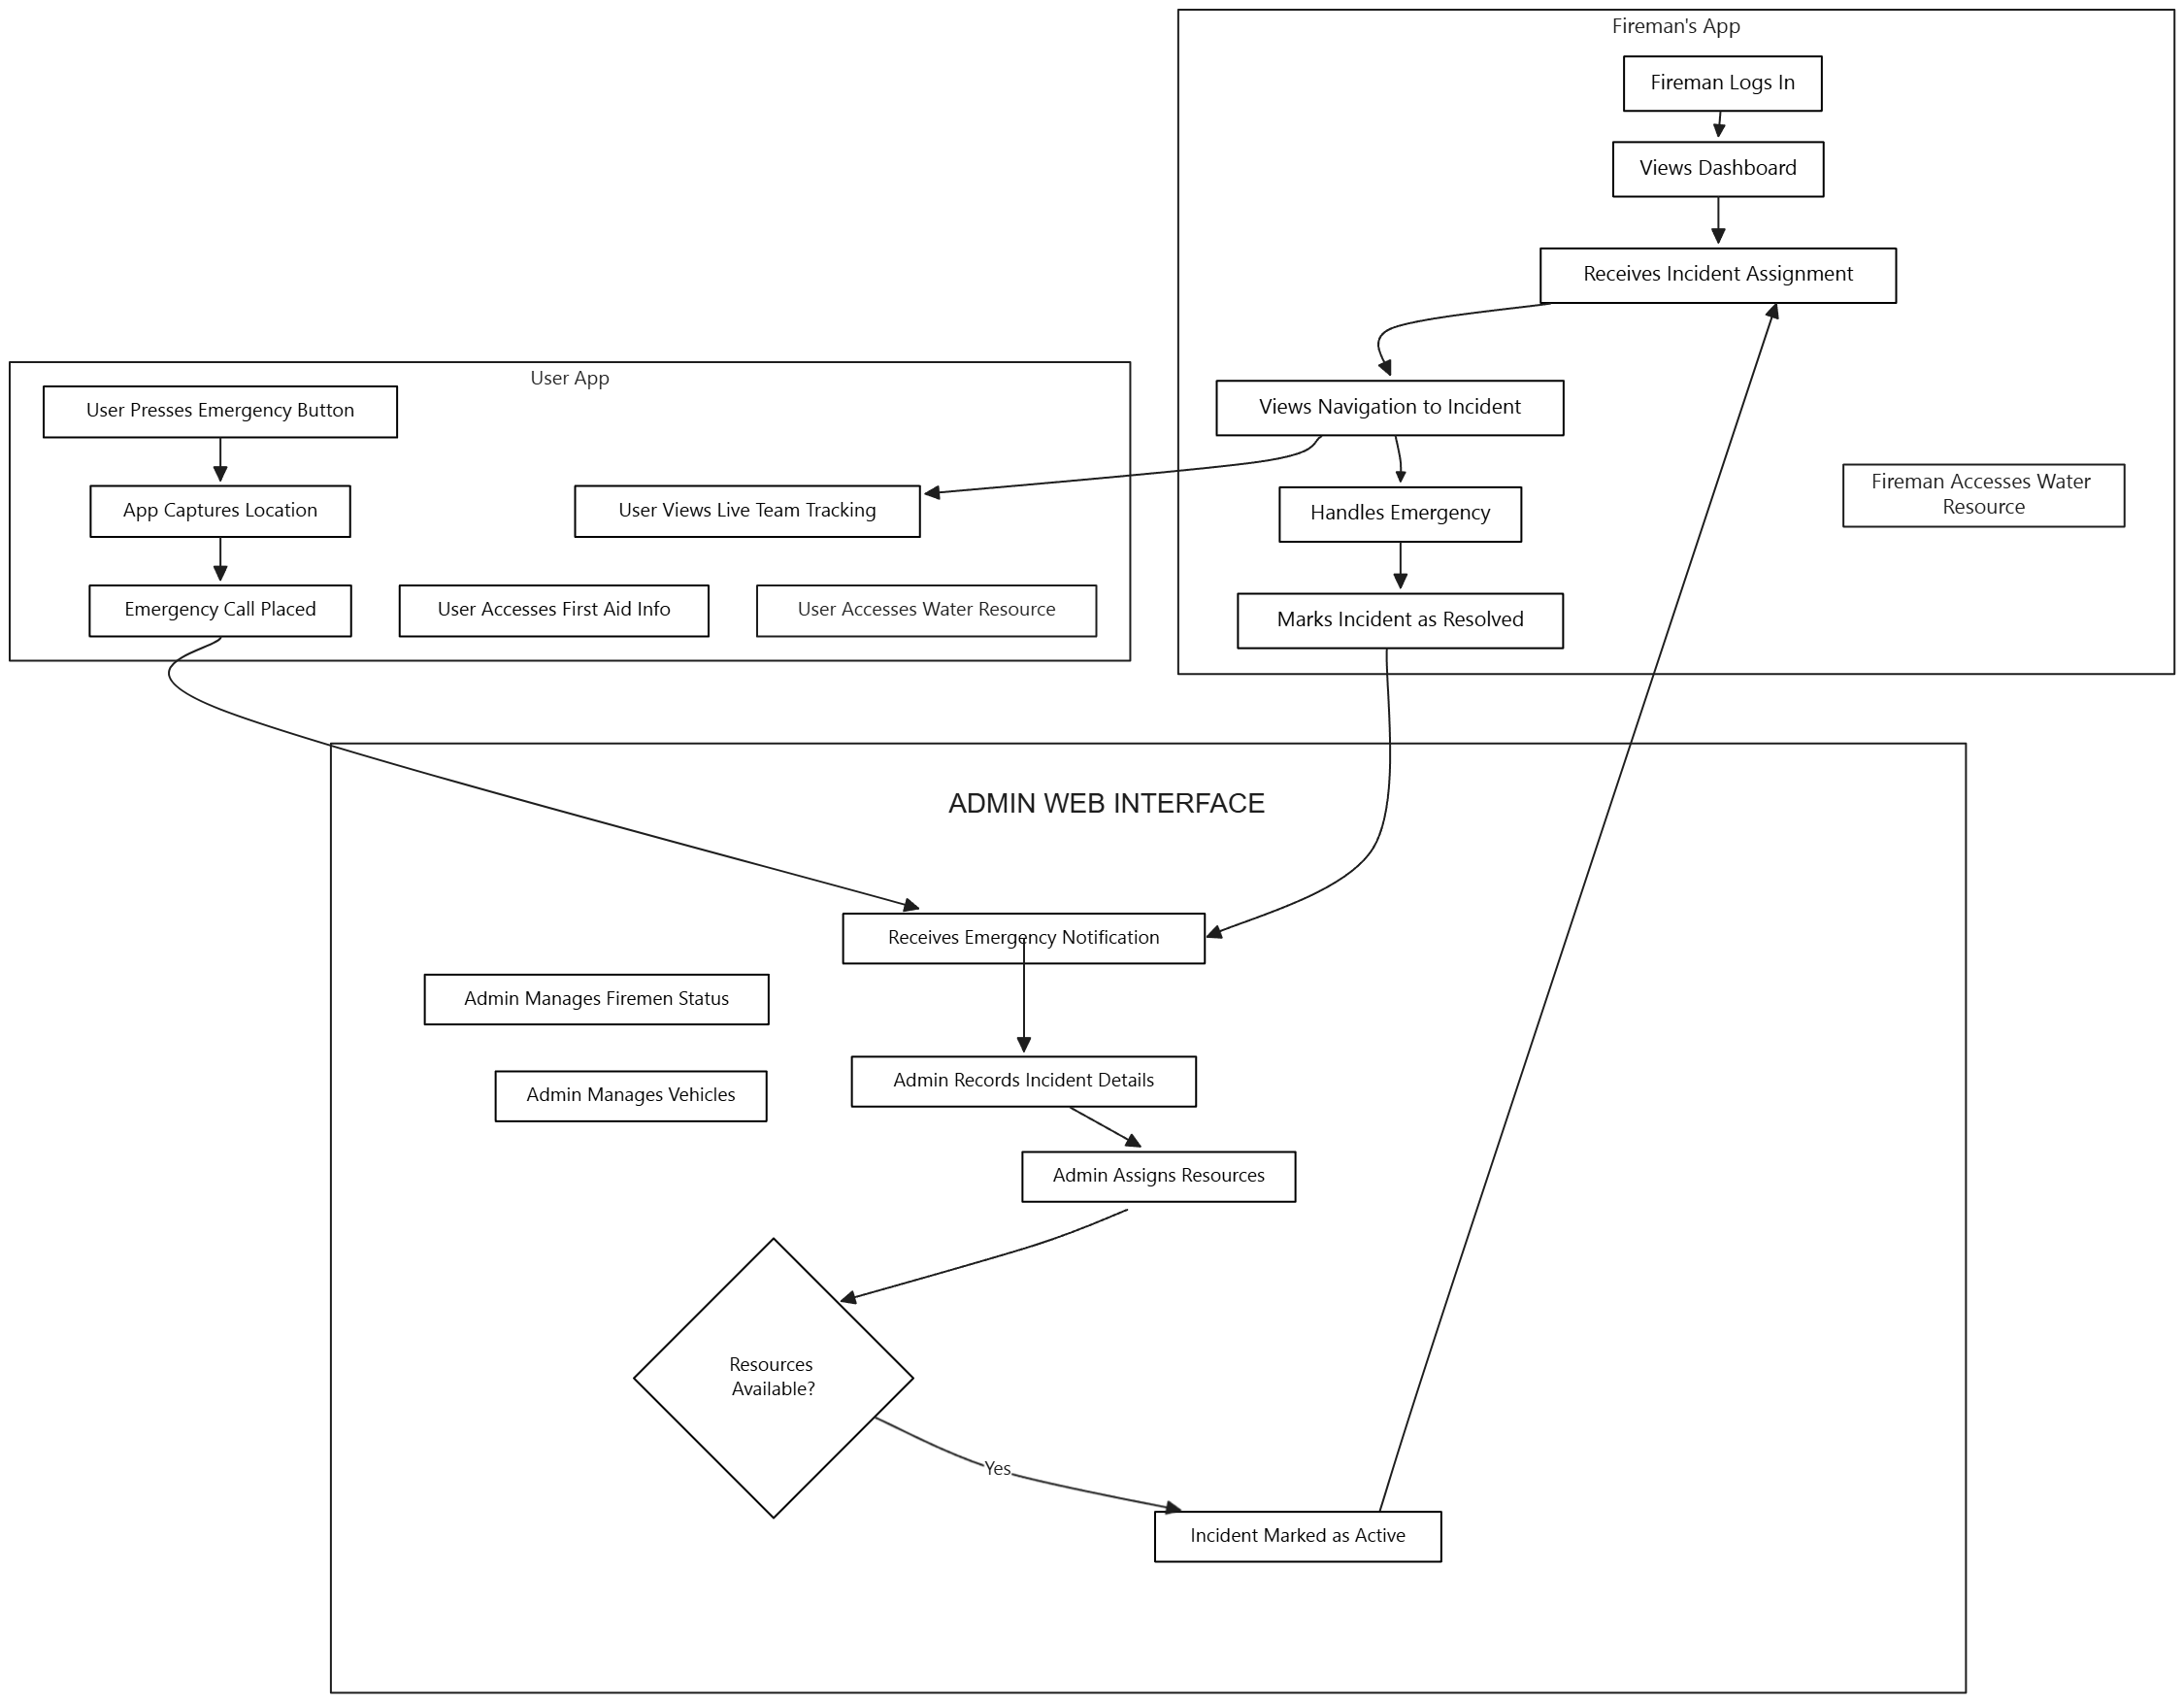 Fireman's App
Fireman Logs In
Views Dashboard
Receives Incident Assignment
Views Navigation to Incident
Handles Emergency
Fireman Accesses Water
Resource
Marks Incident as Resolved
User App
User Presses Emergency Button
App Captures Location
User Views Live Team Tracking
Emergency Call Placed
User Accesses First Aid Info
User Accesses Water Resource
ADMIN WEB INTERFACE
Receives Emergency Notification
Admin Manages Firemen Status
Admin Records Incident Details
Admin Manages Vehicles
Admin Assigns Resources
Resources
Available?
Yes
Incident Marked as Active